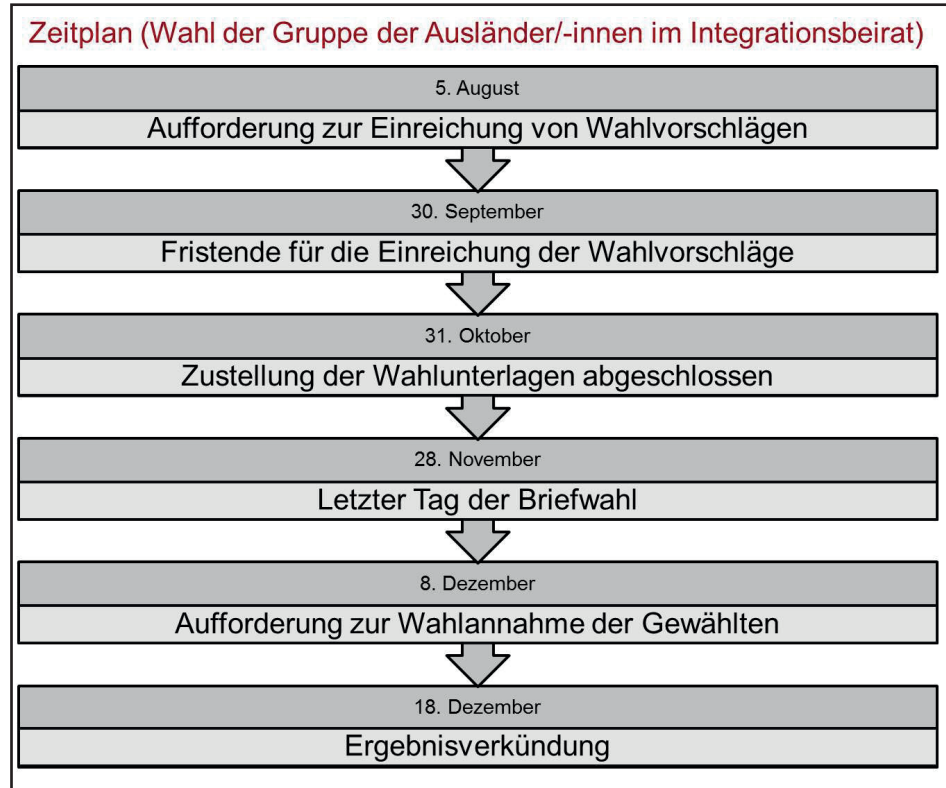 Zeitplan (Wahl der Gruppe der Ausländer/-innen im Integrationsbeirat)
5. August
Aufforderung zur Einreichung von Wahlvorschlägen
30. September
Fristende für die Einreichung der Wahlvorschläge
31. Oktober
Zustellung der Wahlunterlagen abgeschlossen
28. November
Letzter Tag der Briefwahl
8. Dezember
Aufforderung zur Wahlannahme der Gewählten
18. Dezember
Ergebnisverkündung